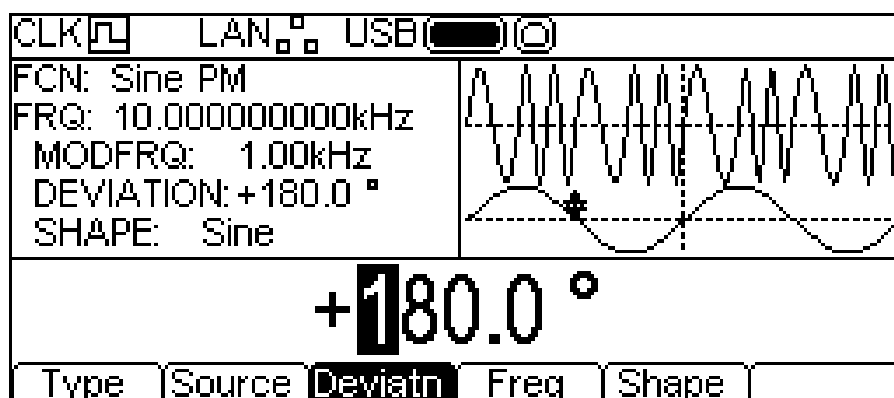 CLK LAN USB
FCN: Sine PM
FRQ: 10.000000000kHz
MODFRQ: 1.00kHz
DEVIATION: +180.0 °
SHAPE: Sine
+180.0 °
Type Source Deviatn Freq Shape